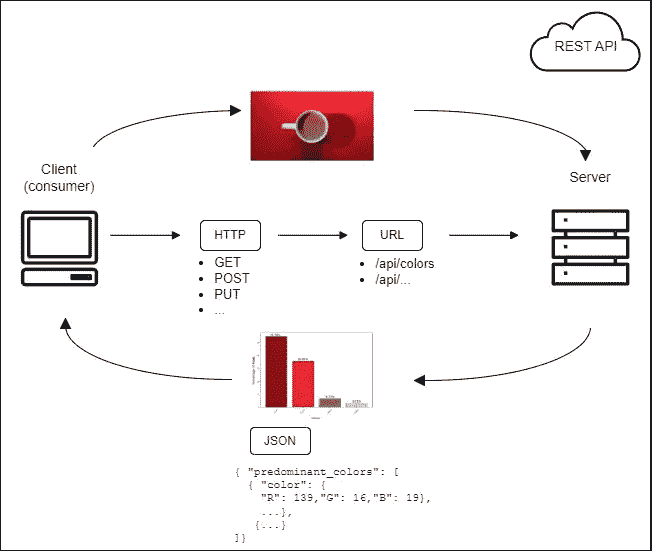 REST API
Client
(consumer)
Server
HTTP
• GET
• POST
• PUT
• ...
URL
• /api/colors
• /api/...
JSON
{ "predominant_colors": [
{ "color": {
"R": 139,"G": 16,"B": 19},
...},
{...}
]}